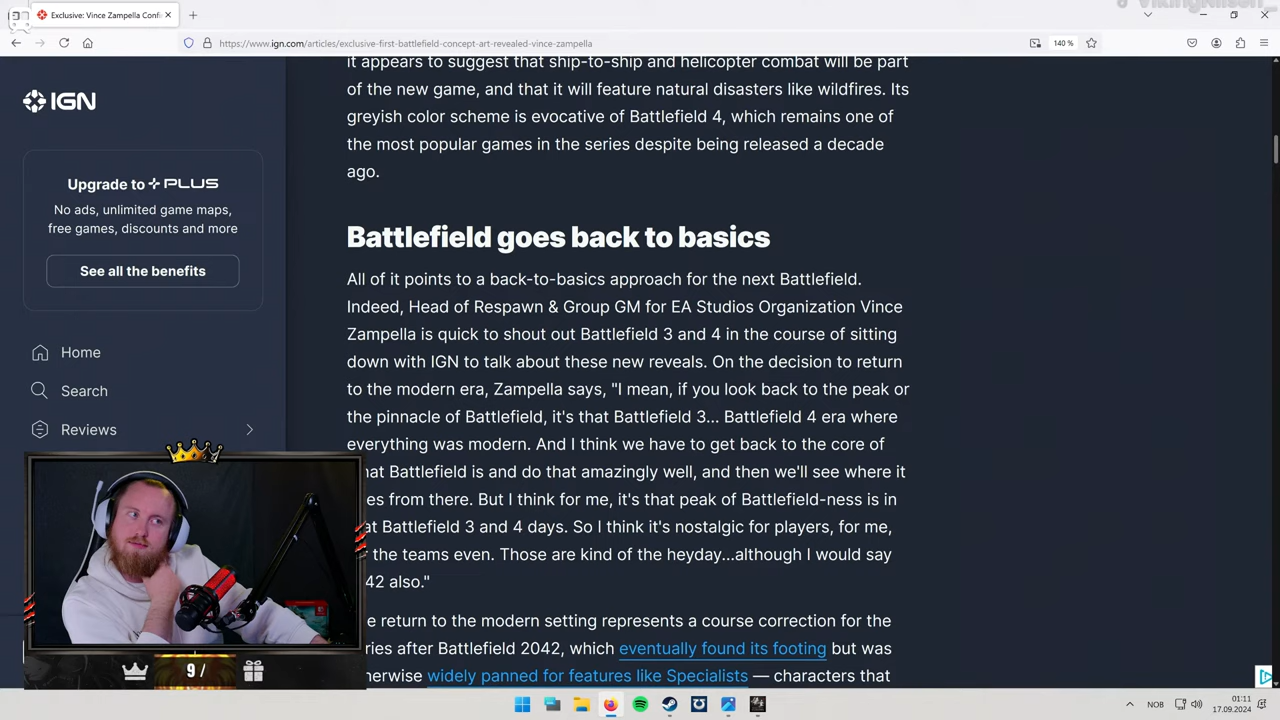 Exclusive: Vince Zampella Confi
https://www.ign.com/articles/exclusive-first-battlefield-concept-art-revealed-vince-zampella
140 %
IGN
Upgrade to PLUS
No ads, unlimited game maps,
free games, discounts and more
See all the benefits
Home
Search
Reviews
it appears to suggest that ship-to-ship and helicopter combat will be part
of the new game, and that it will feature natural disasters like wildfires. Its
greyish color scheme is evocative of Battlefield 4, which remains one of
the most popular games in the series despite being released a decade
ago.
Battlefield goes back to basics
All of it points to a back-to-basics approach for the next Battlefield.
Indeed, Head of Respawn & Group GM for EA Studios Organization Vince
Zampella is quick to shout out Battlefield 3 and 4 in the course of sitting
down with IGN to talk about these new reveals. On the decision to return
to the modern era, Zampella says, "I mean, if you look back to the peak or
the pinnacle of Battlefield, it's that Battlefield 3... Battlefield 4 era where
everything was modern. And I think we have to get back to the core of
hat Battlefield is and do that amazingly well, and then we'll see where it
es from there. But I think for me, it's that peak of Battlefield-ness is in
at Battlefield 3 and 4 days. So I think it's nostalgic for players, for me,
the teams even. Those are kind of the heyday...although I would say
42 also."
e return to the modern setting represents a course correction for the
ries after Battlefield 2042, which eventually found its footing but was
erwise widely panned for features like Specialists — characters that
9 /
NOB
01:11
17.09.2024